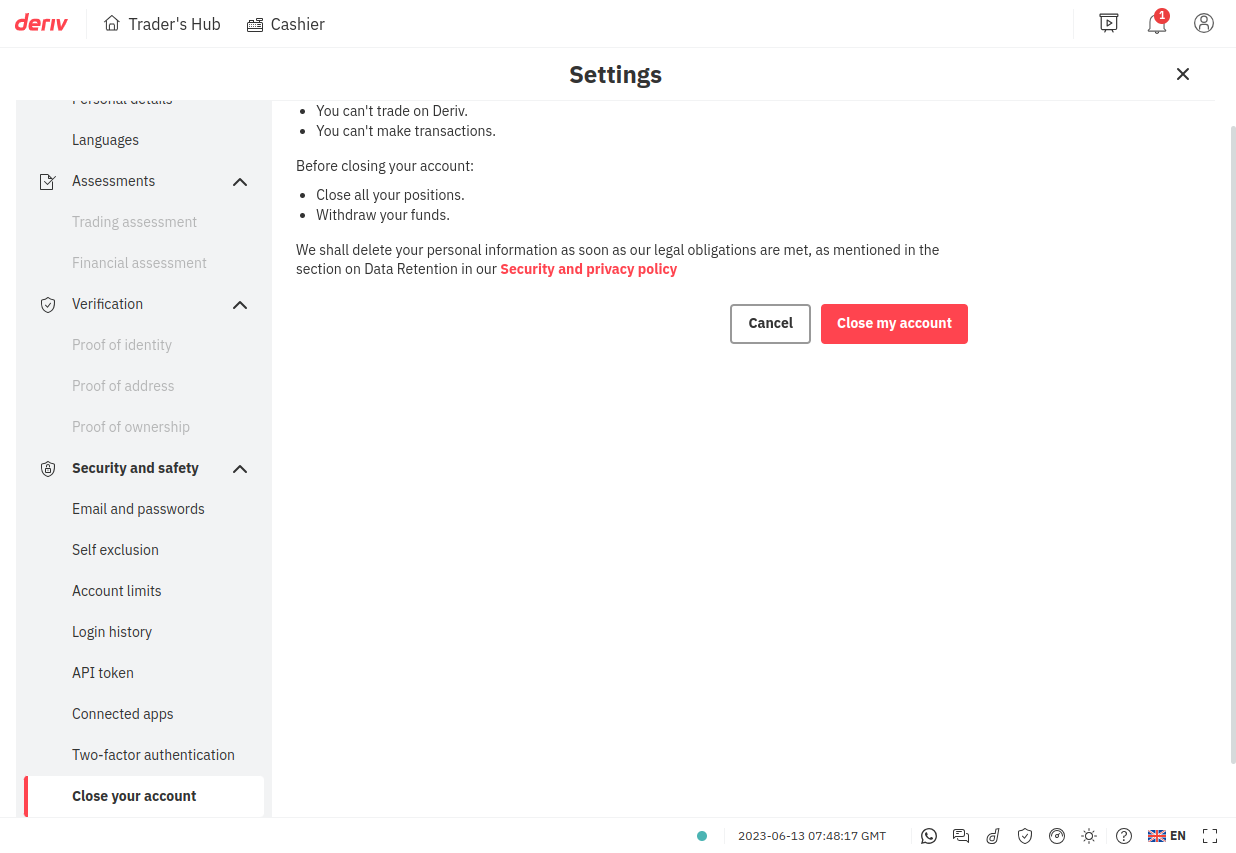 deriv
Trader's Hub
Cashier
1
Settings
Personal details
Languages
Assessments
Trading assessment
Financial assessment
Verification
Proof of identity
Proof of address
Proof of ownership
Security and safety
Email and passwords
Self exclusion
Account limits
Login history
API token
Connected apps
Two-factor authentication
Close your account
You can't trade on Deriv.
You can't make transactions.
Before closing your account:
Close all your positions.
Withdraw your funds.
We shall delete your personal information as soon as our legal obligations are met, as mentioned in the
section on Data Retention in our Security and privacy policy
Cancel
Close my account
2023-06-13 07:48:17 GMT
EN